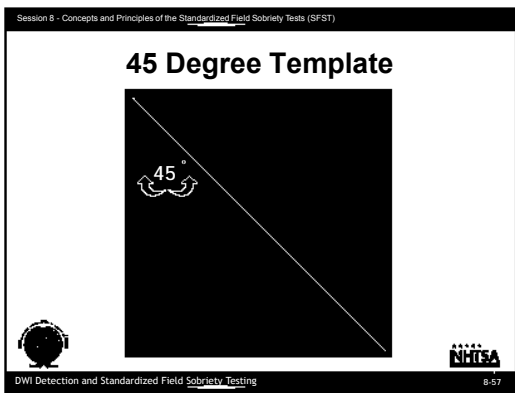 Session 8 - Concepts and Principles of the Standardized Field Sobriety Tests (SFST)
45 Degree Template
45°
NHTSA
DWI Detection and Standardized Field Sobriety Testing
8-57